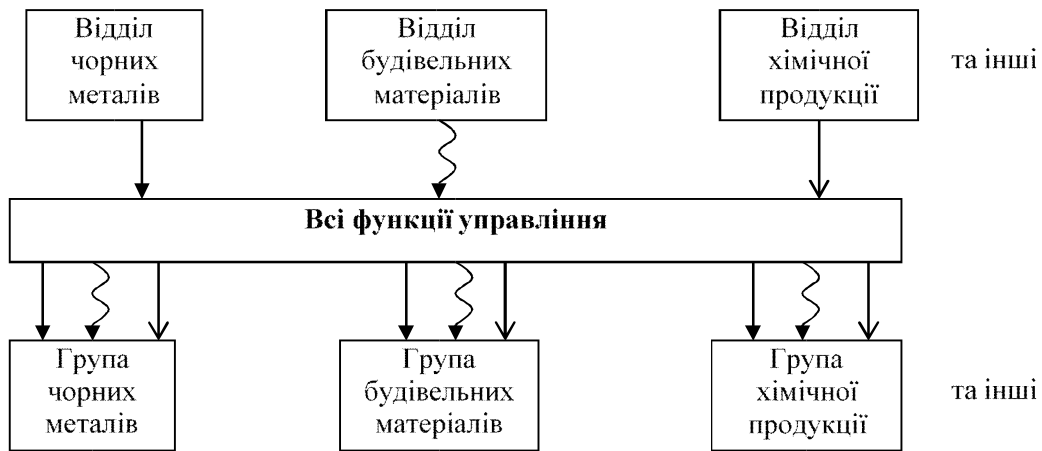 Відділ
чорних
металів
Відділ
будівельних
матеріалів
Відділ
хімічної
продукції
та інші
Всі функції управління
Група
чорних
металів
Група
будівельних
матеріалів
Група
хімічної
продукції
та інші